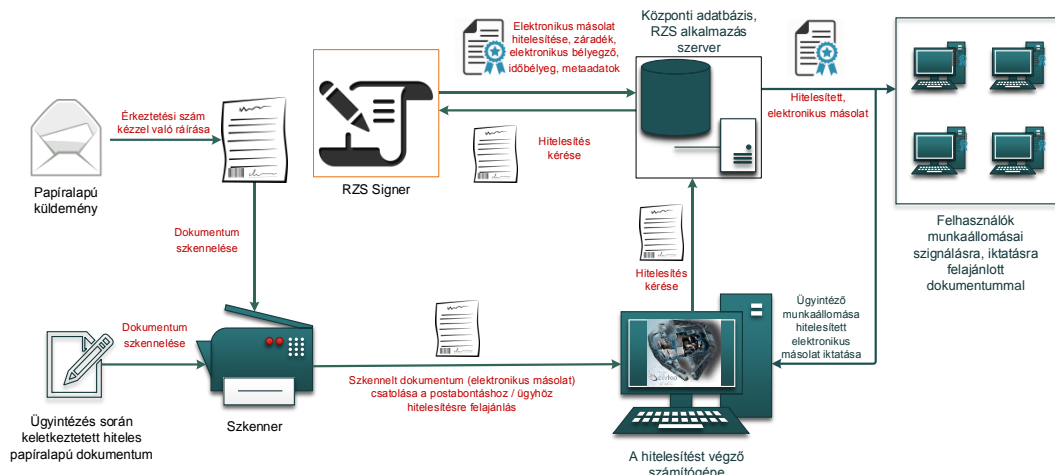 Elektronikus másolat
hitelesítése, záradék,
elektronikus bélyegző,
időbélyeg, metaadatok
Központi adatbázis,
RZS alkalmazás
szerver
Érkeztetési szám
kézzel való ráírása
Hitelesített,
elektronikus másolat
Hitelesítés
kérése
Papíralapú
küldemény
RZS Signer
Felhasználók
munkaállomásai
szignálásra, iktatásra
felajánlott
dokumentummal
Dokumentum
szkennelése
Hitelesítés
kérése
Ügyintéző
munkaállomása
hitelesített
elektronikus
másolat iktatása
Dokumentum
szkennelése
Szkennelt dokumentum (elektronikus másolat)
csatolása a postabontáshoz / ügyhöz
hitelesítésre felajánlás
Ügyintézés során
keletkeztetett hiteles
papíralapú dokumentum
Szkenner
A hitelesítést végző
számítógépe